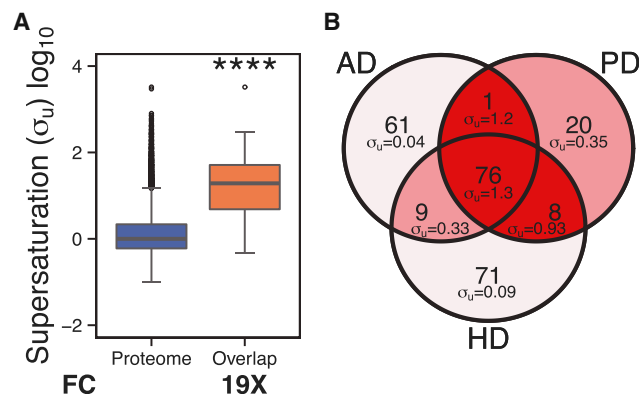 A
Supersaturation (σᵤ) log₁₀
4
2
0
−2
****
Proteome
Overlap
FC
19X
B
AD
PD
1
σᵤ=1.2
61
σᵤ=0.04
20
σᵤ=0.35
76
σᵤ=1.3
9
σᵤ=0.33
8
σᵤ=0.93
71
σᵤ=0.09
HD